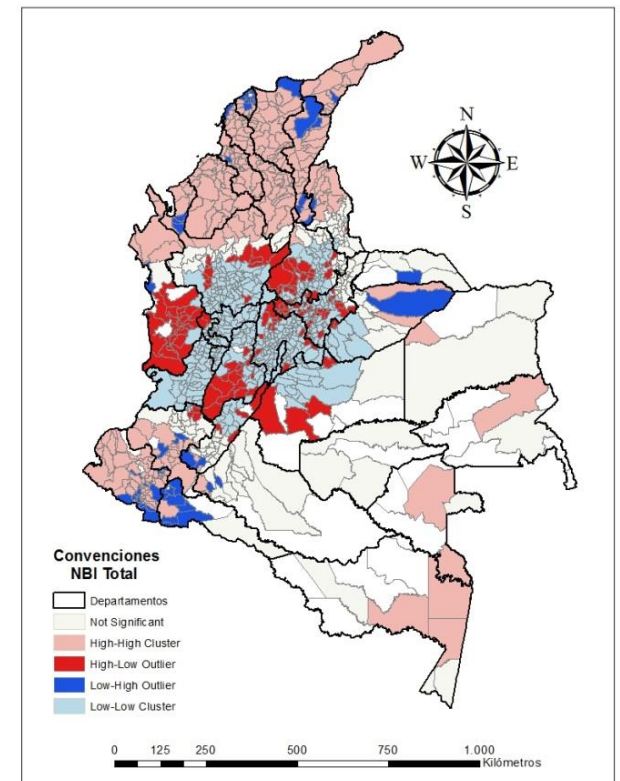 N
W E
S
Convenciones
NBI Total
Departamentos
Not Significant
High-High Cluster
High-Low Outlier
Low-High Outlier
Low-Low Cluster
0 125 250 500 750 1.000
Kilómetros